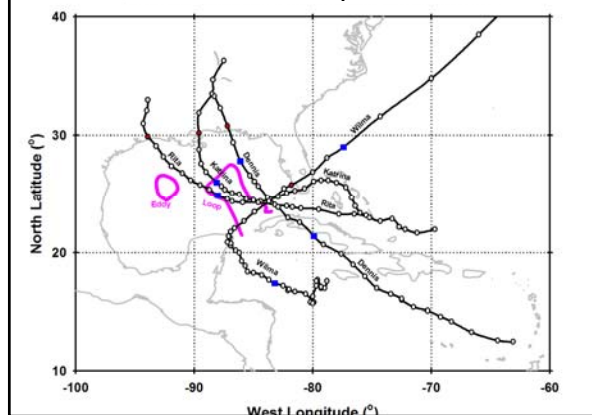 40
30
20
10
North Latitude (°)
Wilma
Dennis
Katrina
Katrina
Rita
Rita
Eddy
Loop
Wilma
Dennis
-100
-90
-80
-70
-60
West Longitude (°)